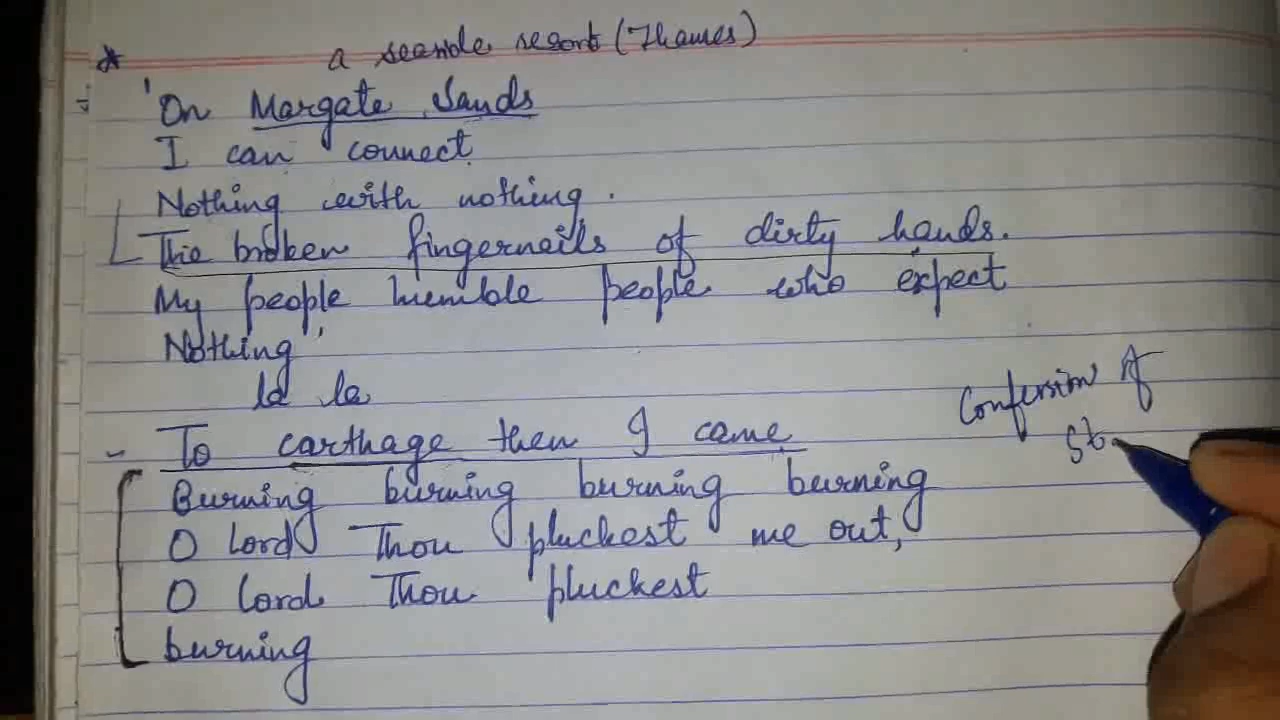 * a seaside resort (Thames)
'On Margate Sands
I can connect
Nothing with nothing.
The broken fingernails of dirty hands.
My people humble people who expect
Nothing'
la la
- To carthage then I came
Burning burning burning burning
O Lord Thou pluckest me out,
O Lord Thou pluckest
burning
Confession of
St